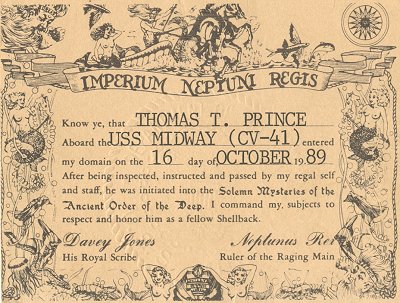 IMPERIUM NEPTUNI REGIS
Know ye, that THOMAS T. PRINCE
Aboard the USS MIDWAY (CV-41) entered
my domain on the 16 day of OCTOBER 1989
After being inspected, instructed and passed by my regal self
and staff, he was initiated into the Solemn Mysteries of the
Ancient Order of the Deep. I command my, subjects to
respect and honor him as a fellow Shellback.
Davey Jones Neptunus Rex
His Royal Scribe Ruler of the Raging Main